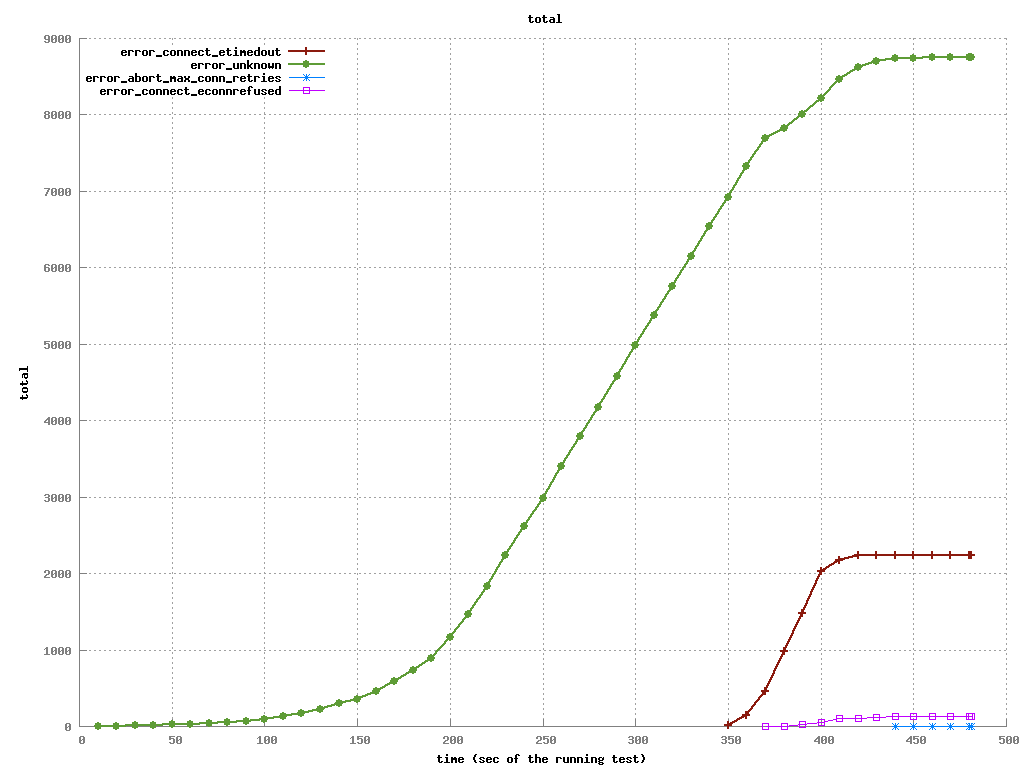 total
9000
8000
7000
6000
5000
4000
3000
2000
1000
0
total
error_connect_etimedout
error_unknown
error_abort_max_conn_retries
error_connect_econnrefused
0 50 100 150 200 250 300 350 400 450 500
time (sec of the running test)